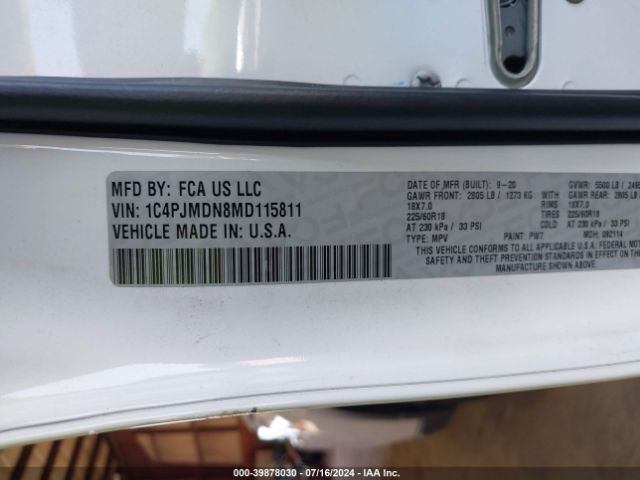 MFD BY: FCA US LLC
VIN: 1C4PJMDN8MD115811
VEHICLE MADE IN: U.S.A.
DATE OF MFR (BUILT): 9-20 GVWR: 5500 LB /
GAWR FRONT: 2805 LB / 1273 KG WITH GAWR REAR: 2805 LB
18X7.0 RIMS 18X7.0
225/60R18 TIRES 225/60R18
AT 230 kPa / 33 PSI COLD AT 230 kPa / 33 PSI
TYPE: MPV PAINT: PW7 MDH: 092114
THIS VEHICLE CONFORMS TO ALL APPLICABLE U.S.A. FEDERAL MOTOR
SAFETY AND THEFT PREVENTION STANDARDS IN EFFECT ON THE
MANUFACTURE SHOWN ABOVE.
000-39878030 - 07/16/2024 - IAA Inc.